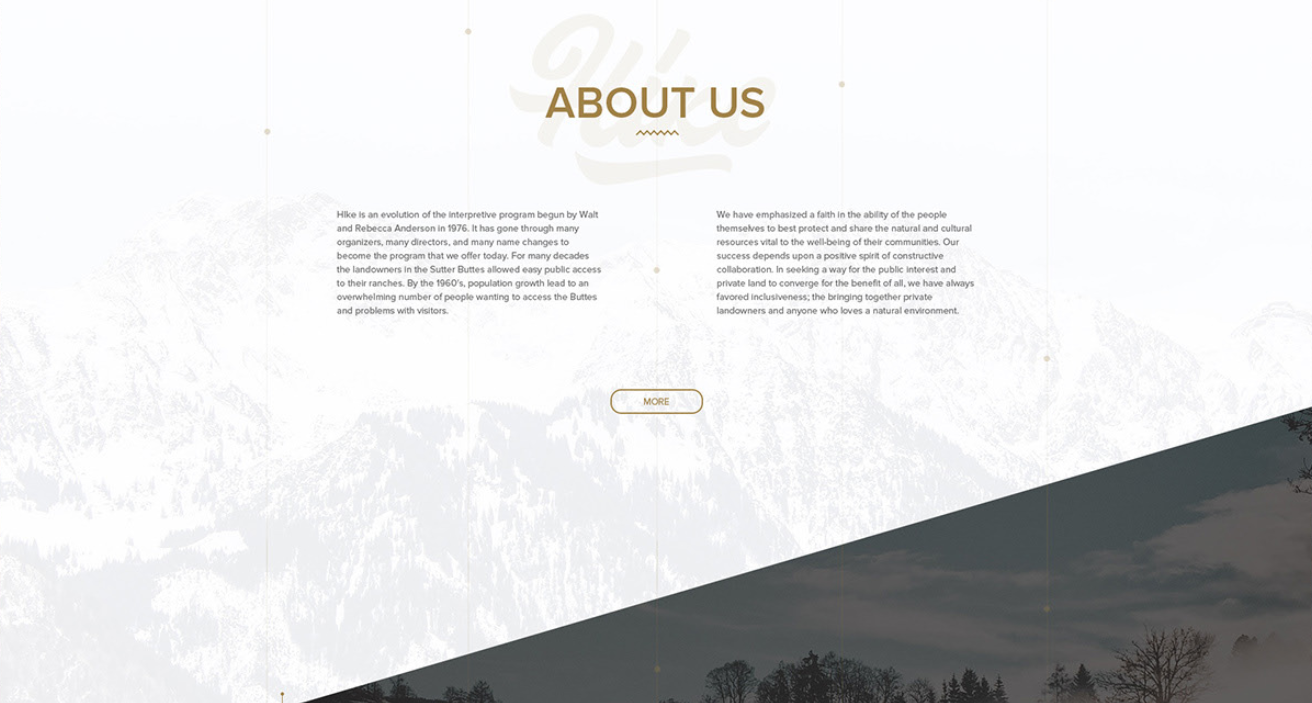 Hike
ABOUT US
Hike is an evolution of the interpretive program begun by Walt
and Rebecca Anderson in 1976. It has gone through many
organizers, many directors, and many name changes to
become the program that we offer today. For many decades
the landowners in the Sutter Buttes allowed easy public access
to their ranches. By the 1960's, population growth lead to an
overwhelming number of people wanting to access the Buttes
and problems with visitors.
We have emphasized a faith in the ability of the people
themselves to best protect and share the natural and cultural
resources vital to the well-being of their communities. Our
success depends upon a positive spirit of constructive
collaboration. In seeking a way for the public interest and
private land to converge for the benefit of all, we have always
favored inclusiveness; the bringing together private
landowners and anyone who loves a natural environment.
MORE